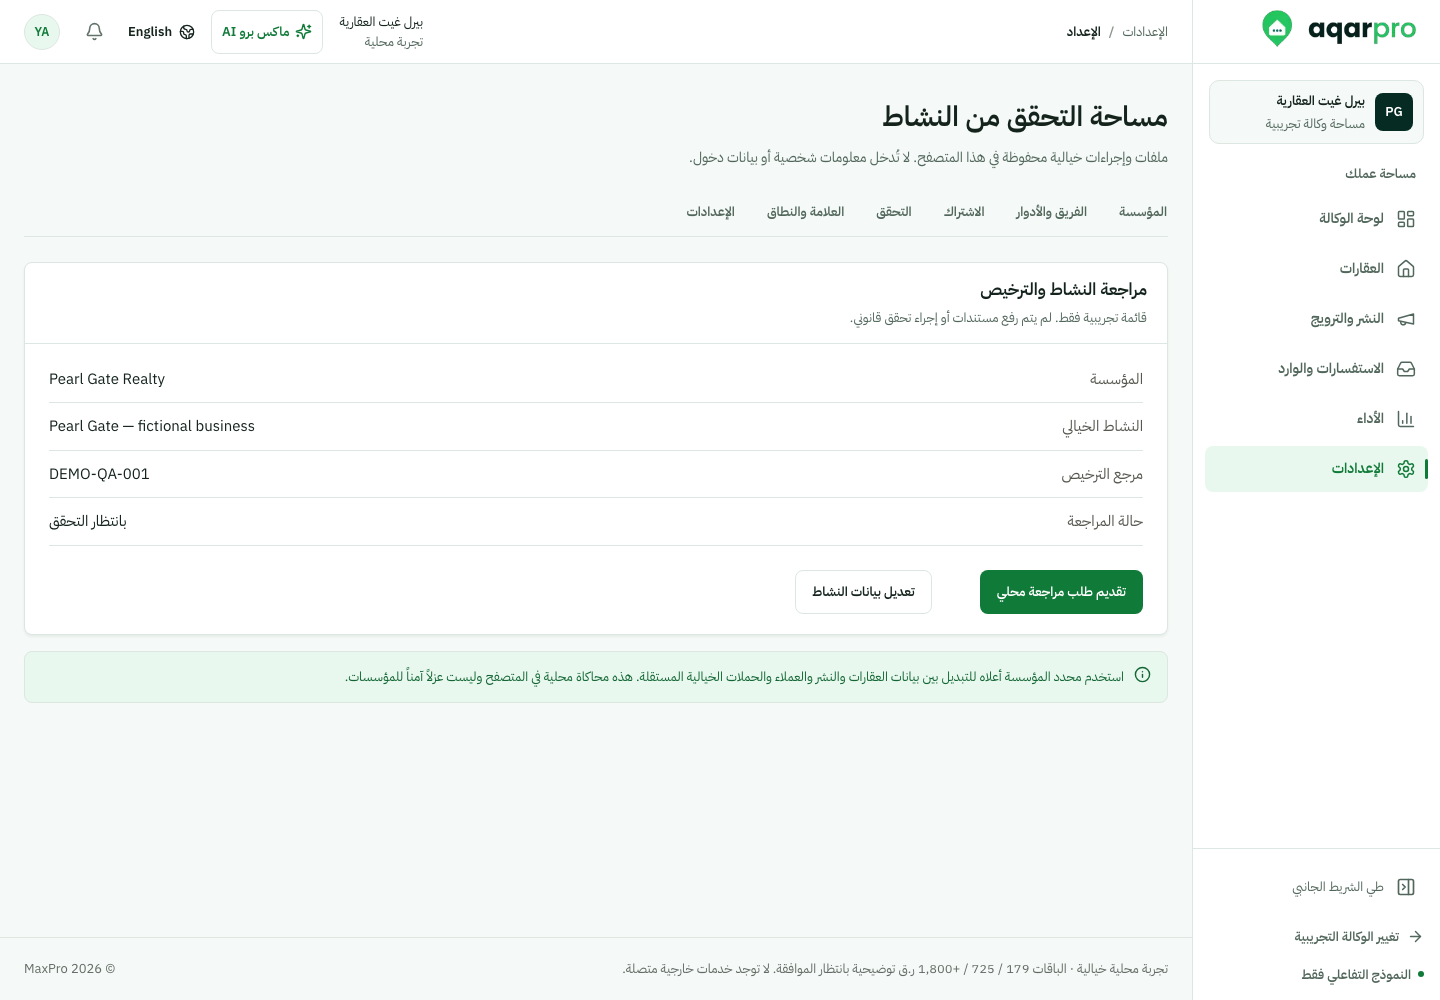 aqarpro
PG
بيرل غيت العقارية
مساحة وكالة تجريبية
مساحة عملك
لوحة الوكالة
العقارات
النشر والترويج
الاستفسارات والوارد
الأداء
الإعدادات
طي الشريط الجانبي
تغيير الوكالة التجريبية
النموذج التفاعلي فقط
الإعدادات / الإعداد
بيرل غيت العقارية
تجربة محلية
ماكس برو AI
English
YA
مساحة التحقق من النشاط
ملفات وإجراءات خيالية محفوظة في هذا المتصفح. لا تُدخل معلومات شخصية أو بيانات دخول.
المؤسسة
الفريق والأدوار
الاشتراك
التحقق
العلامة والنطاق
الإعدادات
مراجعة النشاط والترخيص
قائمة تجريبية فقط. لم يتم رفع مستندات أو إجراء تحقق قانوني.
المؤسسة Pearl Gate Realty
النشاط الخيالي Pearl Gate — fictional business
مرجع الترخيص DEMO-QA-001
حالة المراجعة بانتظار التحقق
تقديم طلب مراجعة محلي
تعديل بيانات النشاط
استخدم محدد المؤسسة أعلاه للتبديل بين بيانات العقارات والنشر والعملاء والحملات الخيالية المستقلة. هذه محاكاة محلية في المتصفح وليست عزلاً آمناً للمؤسسات.
تجربة محلية خيالية · الباقات 179 / 725 / +1,800 ر.ق توضيحية بانتظار الموافقة. لا توجد خدمات خارجية متصلة.
© 2026 MaxPro